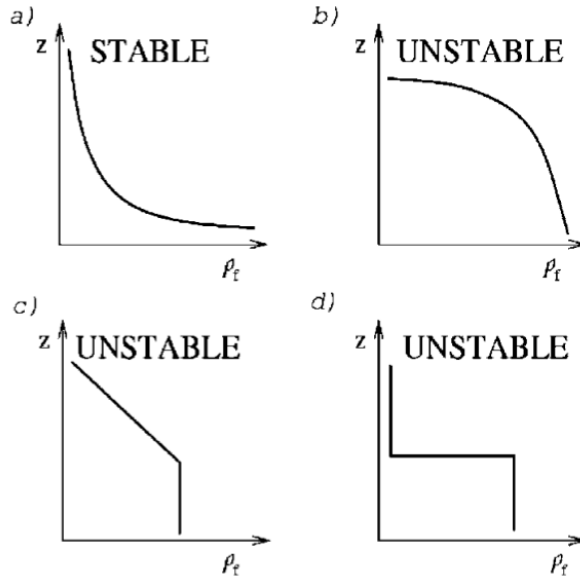 a)
z STABLE
ρf
b)
z UNSTABLE
ρf
c)
z UNSTABLE
ρf
d)
z UNSTABLE
ρf